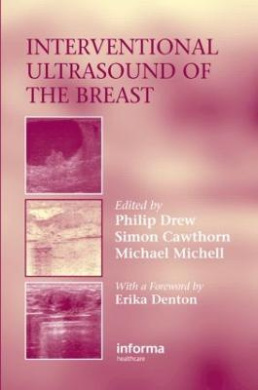 INTERVENTIONAL
ULTRASOUND OF
THE BREAST
Edited by
Philip Drew
Simon Cawthorn
Michael Michell
With a Foreword by
Erika Denton
informa
healthcare